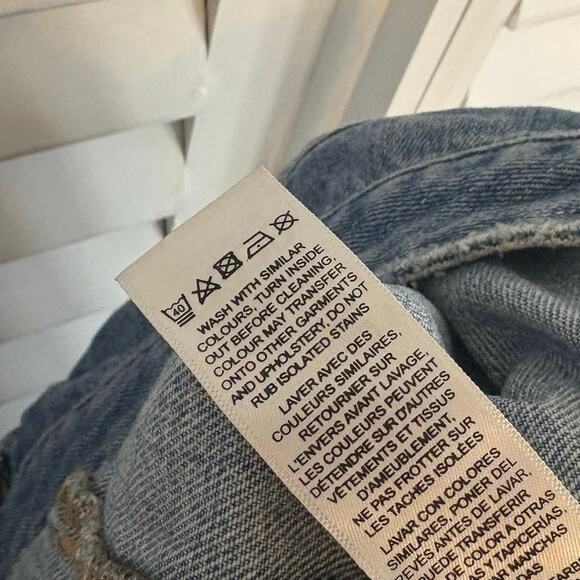 40
WASH WITH SIMILAR
COLOURS, TURN INSIDE
OUT BEFORE CLEANING.
COLOUR MAY TRANSFER
ONTO OTHER GARMENTS
AND UPHOLSTERY, DO NOT
RUB ISOLATED STAINS
LAVER AVEC DES
COULEURS SIMILAIRES,
RETOURNER SUR
L'ENVERS AVANT LAVAGE,
LES COULEURS PEUVENT
DÉTEINDRE SUR D'AUTRES
VÊTEMENTS ET TISSUS
D'AMEUBLEMENT.
NE PAS FROTTER SUR
LES TACHES ISOLÉES
LAVAR CON COLORES
SIMILARES, PONER DEL
ANTES DE LAVAR.
TRANSFERIR
COLOR A OTRAS
Y TAPICERIAS
MANCHAS